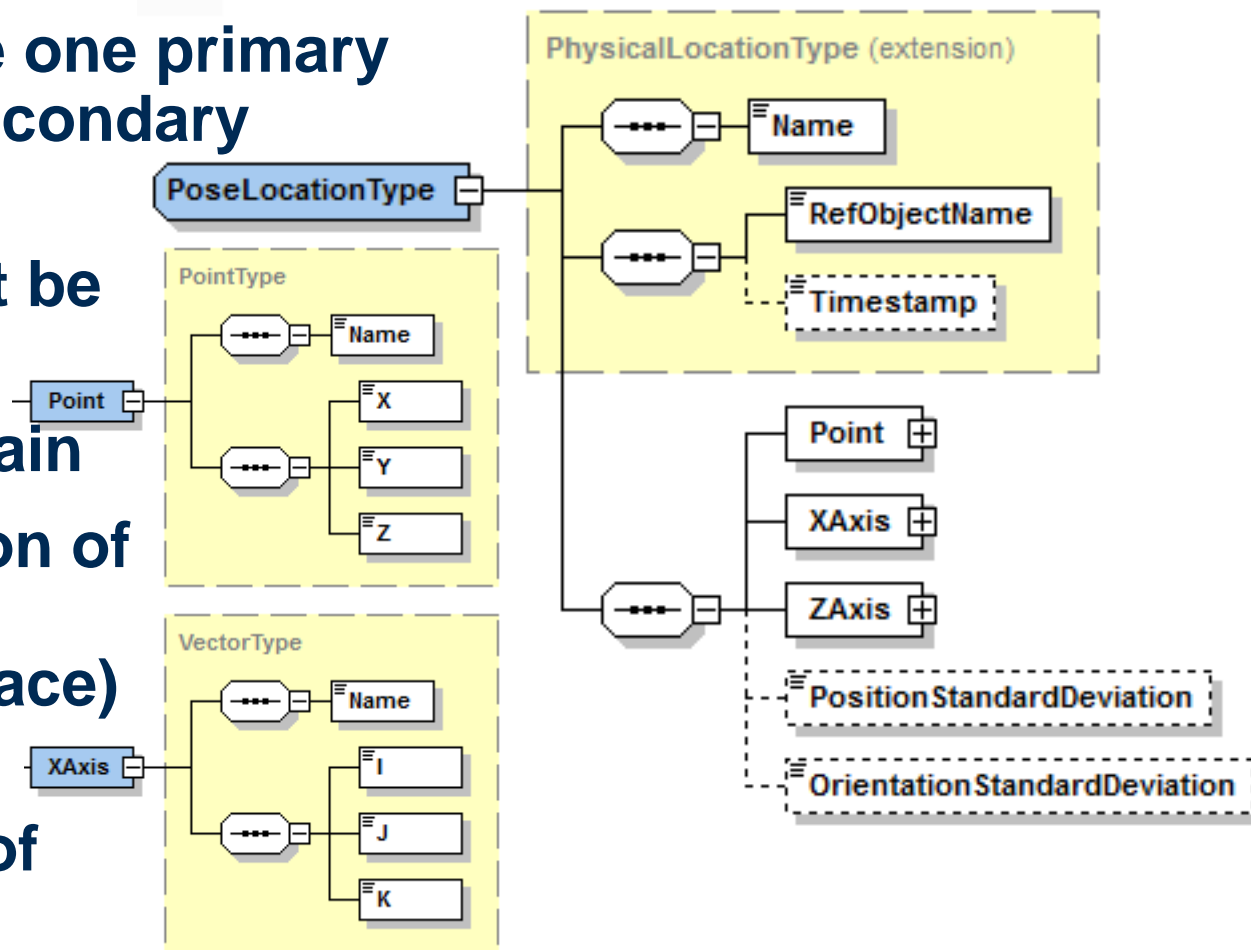 e one primary
condary
t be
ain
on of
ace)
of
PhysicalLocationType (extension)
Name
PoseLocationType
RefObjectName
Timestamp
PointType
Name
Point
X
Y
Z
Point
XAxis
ZAxis
PositionStandardDeviation
OrientationStandardDeviation
VectorType
Name
XAxis
I
J
K